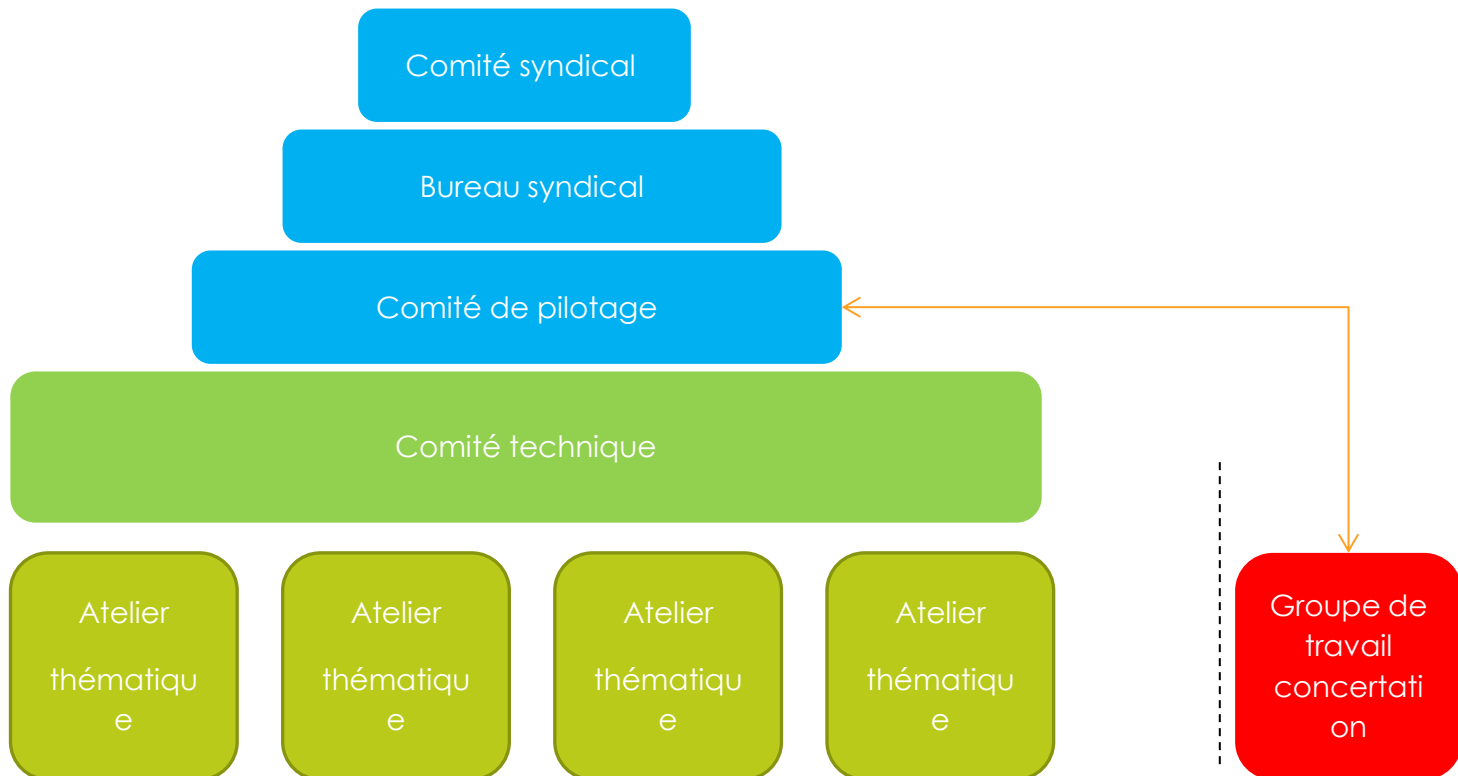 Comité syndical
Bureau syndical
Comité de pilotage
Comité technique
Atelier
thématiqu
e
Atelier
thématiqu
e
Atelier
thématiqu
e
Atelier
thématiqu
e
Groupe de
travail
concertati
on